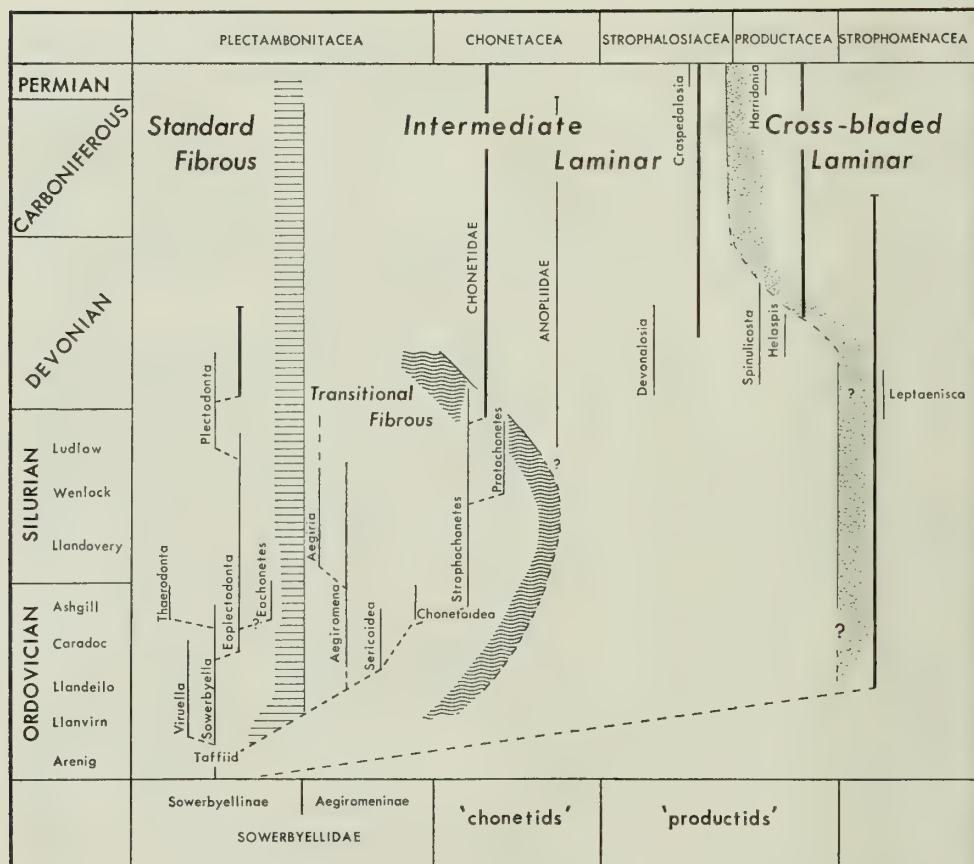 PLECTAMBONITACEA
CHONETACEA
STROPHALOSIACEA
PRODUCTACEA
STROPHOMENACEA
PERMIAN
CARBONIFEROUS
DEVONIAN
SILURIAN
Ludlow
Wenlock
Llandovery
ORDOVICIAN
Ashgill
Caradoc
Llandeilo
Llanvirn
Arenig
Standard
Fibrous
Intermediate
Laminar
Cross-bladed
Laminar
Transitional
Fibrous
Thaerodonta
Viruella
Sowerbyella
Plectodonta
Eoplectodonta
?
Eochonetes
Taffiid
Aegiria
Aegiromena
Sericoidea
Chonetoidea
CHONETIDAE
Strophochonetes
Protochonetes
ANOPLIIDAE
?
Devonalosia
Craspedalosia
Horridonia
Spinulicosta
Helaspis
?
Leptaenisca
?
Sowerbyellinae
Aegiromeninae
SOWERBYELLIDAE
'chonetids'
'productids'